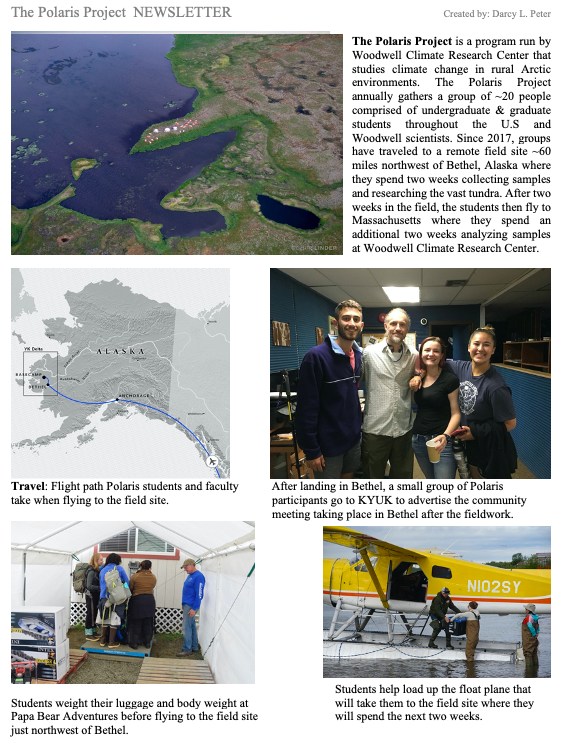 The Polaris Project  NEWSLETTER
Created by: Darcy L. Peter
The Polaris Project is a program run by
Woodwell Climate Research Center that
studies climate change in rural Arctic
environments. The Polaris Project
annually gathers a group of ~20 people
comprised of undergraduate & graduate
students throughout the U.S and
Woodwell scientists. Since 2017, groups
have traveled to a remote field site ~60
miles northwest of Bethel, Alaska where
they spend two weeks collecting samples
and researching the vast tundra. After two
weeks in the field, the students then fly to
Massachusetts where they spend an
additional two weeks analyzing samples
at Woodwell Climate Research Center.
ALASKA
YK Delta
BASECAMP
BETHEL
ANCHORAGE
Travel: Flight path Polaris students and faculty
take when flying to the field site.
After landing in Bethel, a small group of Polaris
participants go to KYUK to advertise the community
meeting taking place in Bethel after the fieldwork.
N102SY
Students weight their luggage and body weight at
Papa Bear Adventures before flying to the field site
just northwest of Bethel.
Students help load up the float plane that
will take them to the field site where they
will spend the next two weeks.